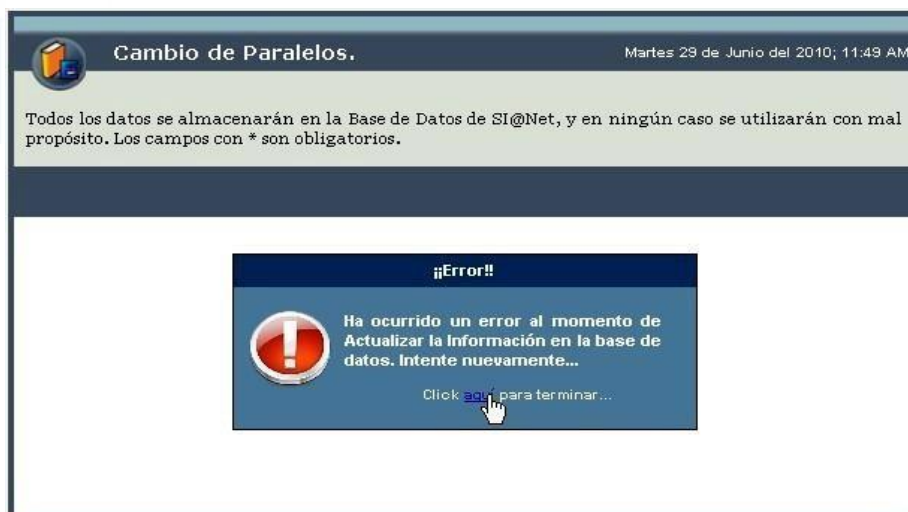 Cambio de Paralelos.
Martes 29 de Junio del 2010; 11:49 AM
Todos los datos se almacenarán en la Base de Datos de SI@Net, y en ningún caso se utilizarán con mal
propósito. Los campos con * son obligatorios.
¡¡Error!!
Ha ocurrido un error al momento de
Actualizar la Información en la base de
datos. Intente nuevamente...
Click aquí para terminar...